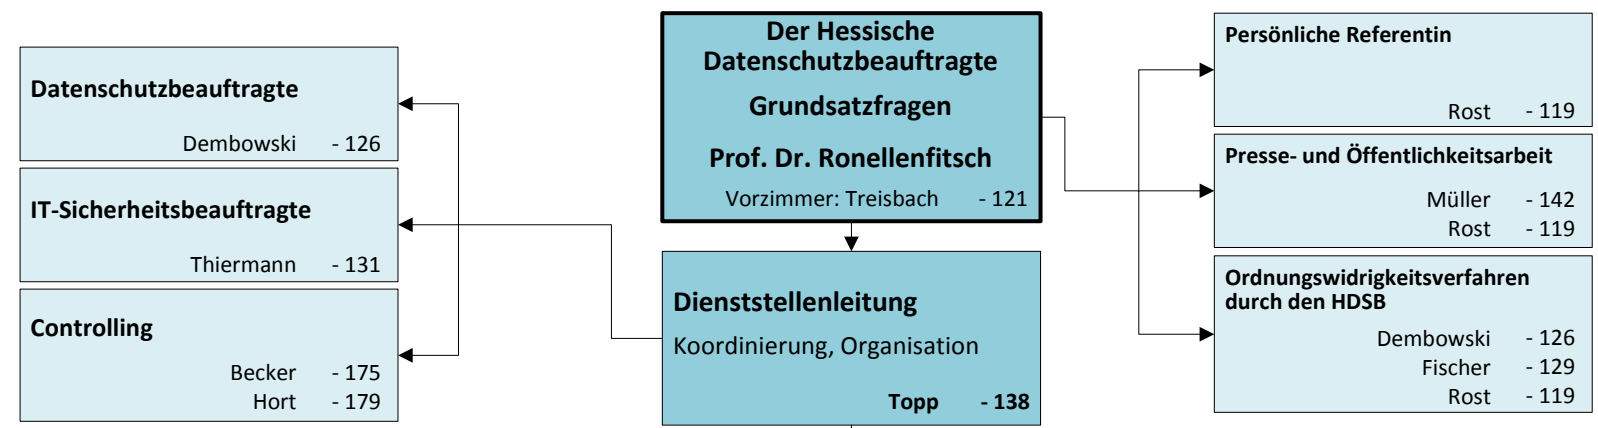 Datenschutzbeauftragte
Dembowski - 126
IT-Sicherheitsbeauftragte
Thiermann - 131
Controlling
Becker - 175
Hort - 179
Der Hessische
Datenschutzbeauftragte
Grundsatzfragen
Prof. Dr. Ronellenfitsch
Vorzimmer: Treisbach - 121
Dienststellenleitung
Koordinierung, Organisation
Topp - 138
Persönliche Referentin
Rost - 119
Presse- und Öffentlichkeitsarbeit
Müller - 142
Rost - 119
Ordnungswidrigkeitsverfahren
durch den HDSB
Dembowski - 126
Fischer - 129
Rost - 119